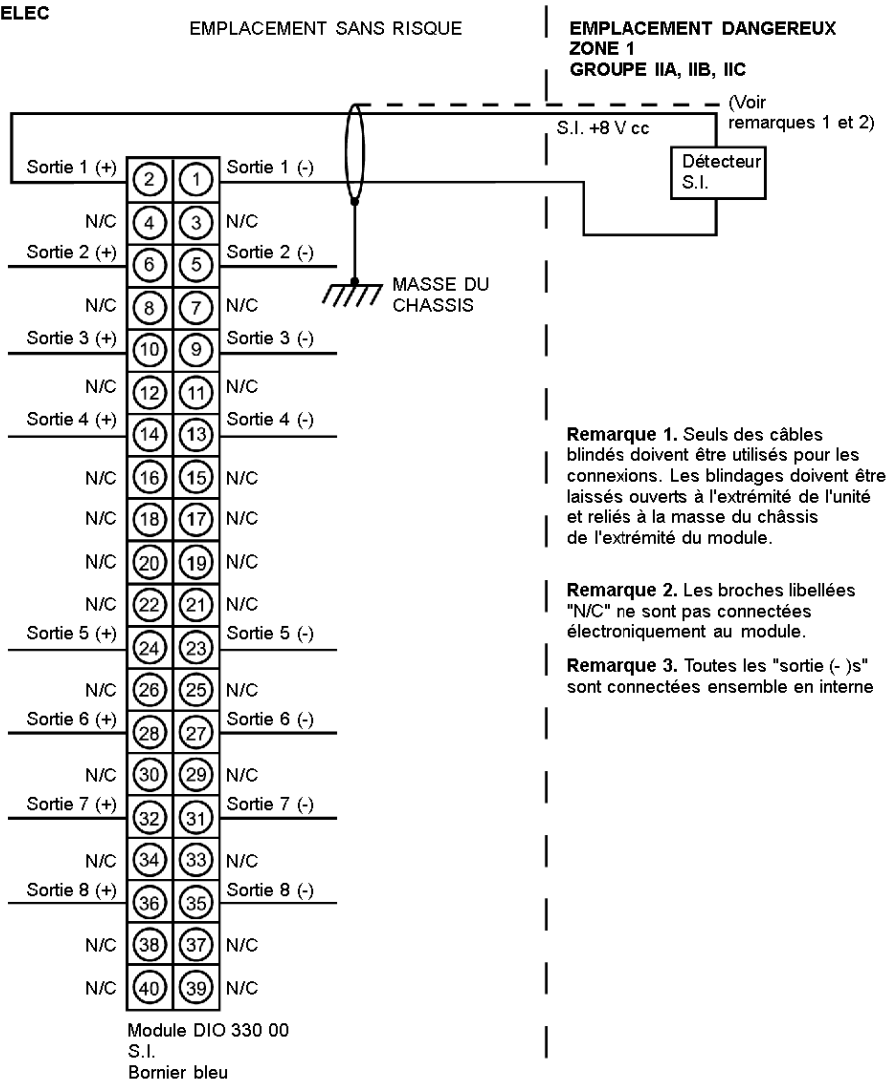 ELEC
EMPLACEMENT SANS RISQUE
EMPLACEMENT DANGEREUX
ZONE 1
GROUPE IIA, IIB, IIC
(Voir
remarques 1 et 2)
S.I. +8 V cc
Détecteur
S.I.
Sortie 1 (+) 2 1 Sortie 1 (-)
N/C 4 3 N/C
Sortie 2 (+) 6 5 Sortie 2 (-)
N/C 8 7 N/C
MASSE DU
CHASSIS
Sortie 3 (+) 10 9 Sortie 3 (-)
N/C 12 11 N/C
Sortie 4 (+) 14 13 Sortie 4 (-)
N/C 16 15 N/C
N/C 18 17 N/C
N/C 20 19 N/C
N/C 22 21 N/C
Sortie 5 (+) 24 23 Sortie 5 (-)
N/C 26 25 N/C
Sortie 6 (+) 28 27 Sortie 6 (-)
N/C 30 29 N/C
Sortie 7 (+) 32 31 Sortie 7 (-)
N/C 34 33 N/C
Sortie 8 (+) 36 35 Sortie 8 (-)
N/C 38 37 N/C
N/C 40 39 N/C
Module DIO 330 00
S.I.
Bornier bleu
Remarque 1. Seuls des câbles
blindés doivent être utilisés pour les
connexions. Les blindages doivent être
laissés ouverts à l'extrémité de l'unité
et reliés à la masse du châssis
de l'extrémité du module.
Remarque 2. Les broches libellées
"N/C" ne sont pas connectées
électroniquement au module.
Remarque 3. Toutes les "sortie (- )s"
sont connectées ensemble en interne